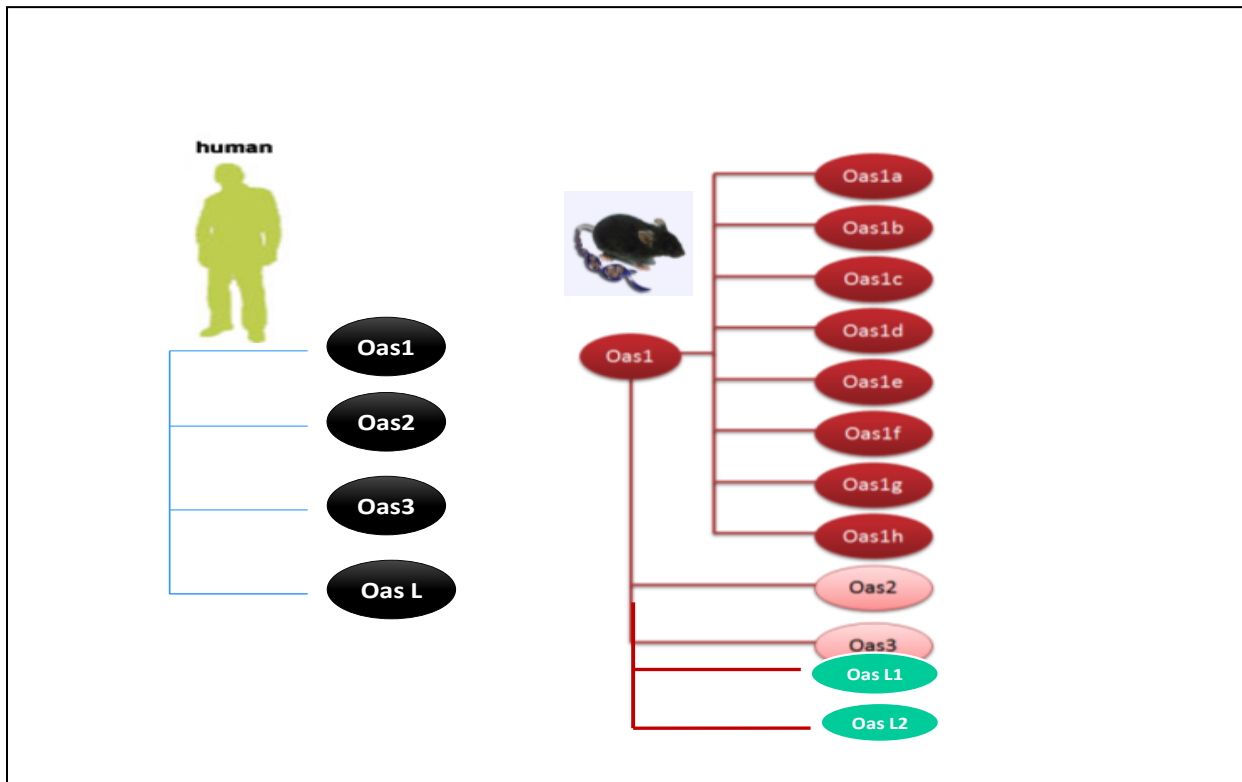 human
Oas1
Oas2
Oas3
Oas L
Oas1
Oas1a
Oas1b
Oas1c
Oas1d
Oas1e
Oas1f
Oas1g
Oas1h
Oas2
Oas3
Oas L1
Oas L2